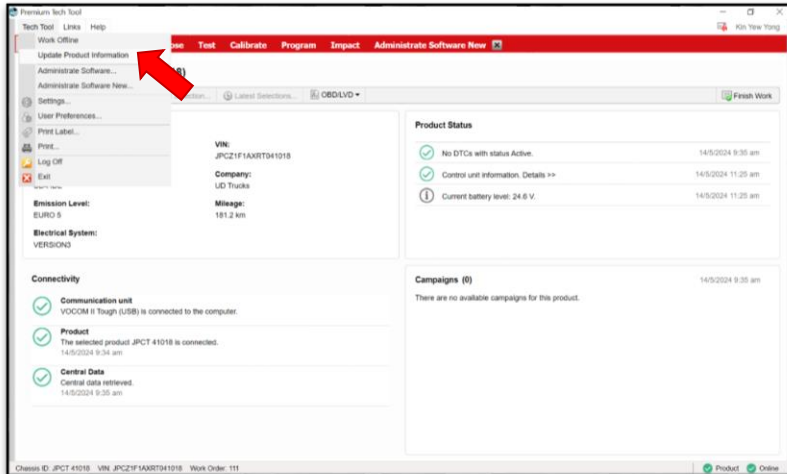 Premium Tech Tool
Tech Tool Links Help
Kin Yew Yong
Work Offline
Test Calibrate Program Impact Administrate Software New
Update Product Information
Administrate Software...
Administrate Software New...
Settings...
Latest Selections... OBD/LVD
Finish Work
User Preferences...
Print Label...
Print...
Log Off
Exit
VIN:
JPCZ1F1AXRT041018
Company:
UD Trucks
Emission Level:
EURO 5
Mileage:
181.2 km
Electrical System:
VERSION3
Product Status
No DTCs with status Active. 14/5/2024 9:35 am
Control unit information. Details >> 14/5/2024 11:25 am
Current battery level: 24.6 V. 14/5/2024 11:25 am
Connectivity
Communication unit
VOCOM II Tough (USB) is connected to the computer.
Product
The selected product JPCT 41018 is connected.
14/5/2024 9:34 am
Central Data
Central data retrieved.
14/5/2024 9:35 am
Campaigns (0) 14/5/2024 9:35 am
There are no available campaigns for this product.
Chassis ID: JPCT 41018 VIN: JPCZ1F1AXRT041018 Work Order: 111
Product Online